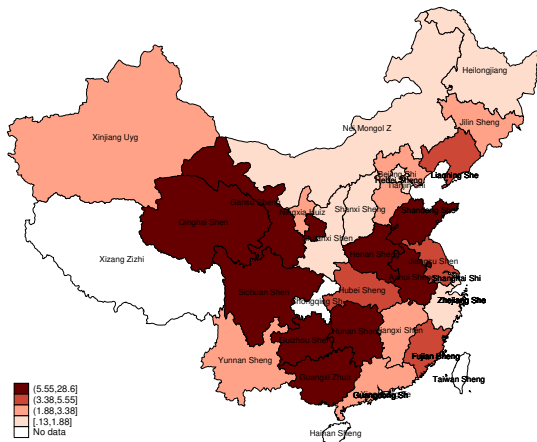 Heilongjiang
Jilin Sheng
Nei Mongol Z
Xinjiang Uyg
Liaoning She
Beijing Shi
Hebei Sheng
Tianjin Shi
Gansu Sheng
Ningxia Huiz
Shanxi Sheng
Shandong She
Qinghai Shen
Shanxi Shen
Henan Sheng
Jiangsu Shen
Xizang Zizhi
Anhui Sheng
Shanghai Shi
Sichuan Shen
Hubei Sheng
Chongqing She
Zhejiang She
Hunan Sheng
Jiangxi Shen
Guizhou Sheng
Fujian Sheng
Yunnan Sheng
Guangxi Zhua
Taiwan Sheng
Guangdong Sh
Hainan Sheng
(5.55,28.6]
(3.38,5.55]
(1.88,3.38]
[.13,1.88]
No data